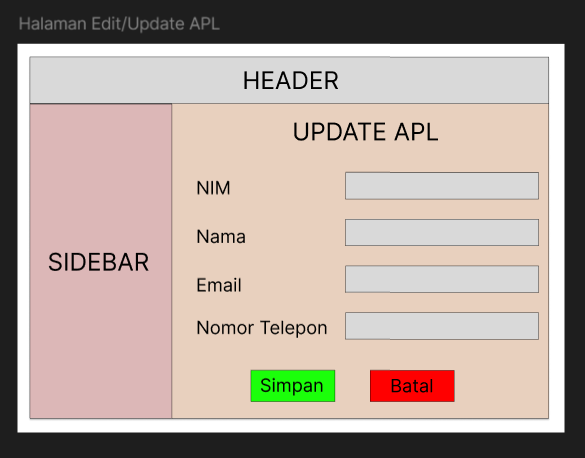 Halaman Edit/Update APL
HEADER
UPDATE APL
NIM
Nama
SIDEBAR
Email
Nomor Telepon
Simpan Batal